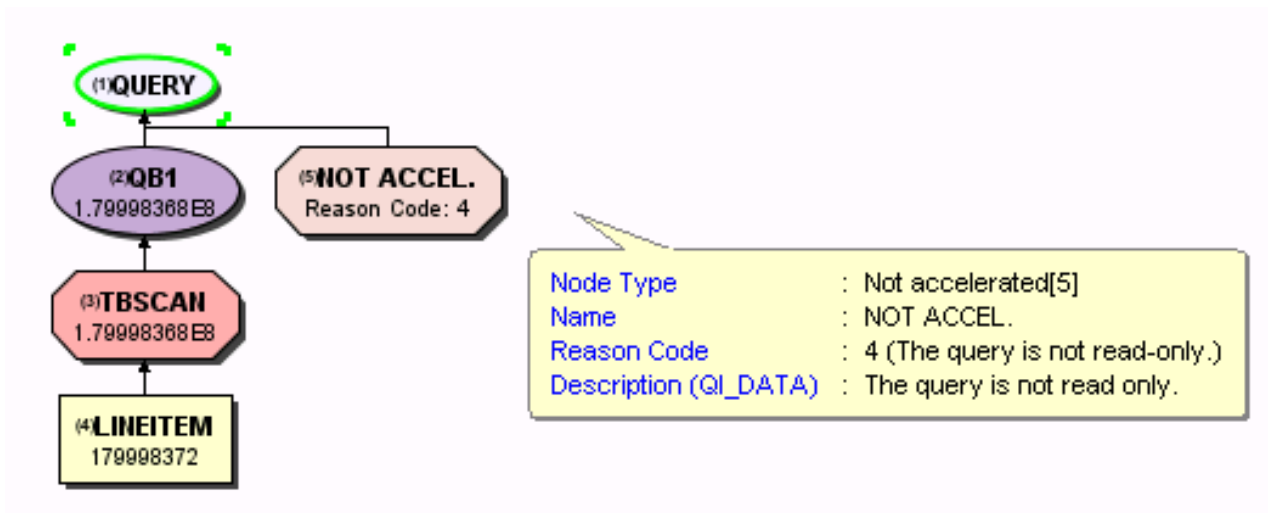 (1)QUERY
(2)QB1
1.79998368E8
(5)NOT ACCEL.
Reason Code: 4
(3)TBSCAN
1.79998368E8
(4)LINEITEM
179998372
Node Type : Not accelerated[5]
Name : NOT ACCEL.
Reason Code : 4 (The query is not read-only.)
Description (QI_DATA) : The query is not read only.